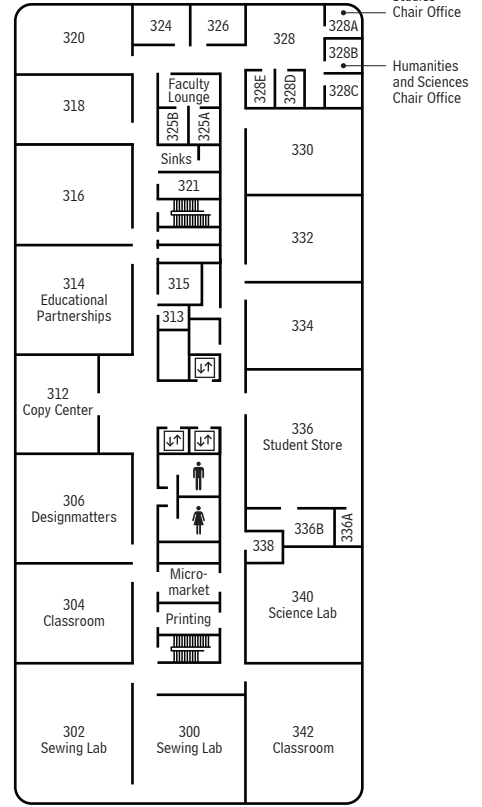 Chair Office
320
324
326
328
328A
328B
Humanities
and Sciences
Chair Office
328E
328D
328C
Faculty
Lounge
318
325B
325A
330
Sinks
321
316
332
314
Educational
Partnerships
315
313
334
312
Copy Center
336
Student Store
306
Designmatters
336B
336A
338
Micro-
market
340
Science Lab
304
Classroom
Printing
302
Sewing Lab
300
Sewing Lab
342
Classroom